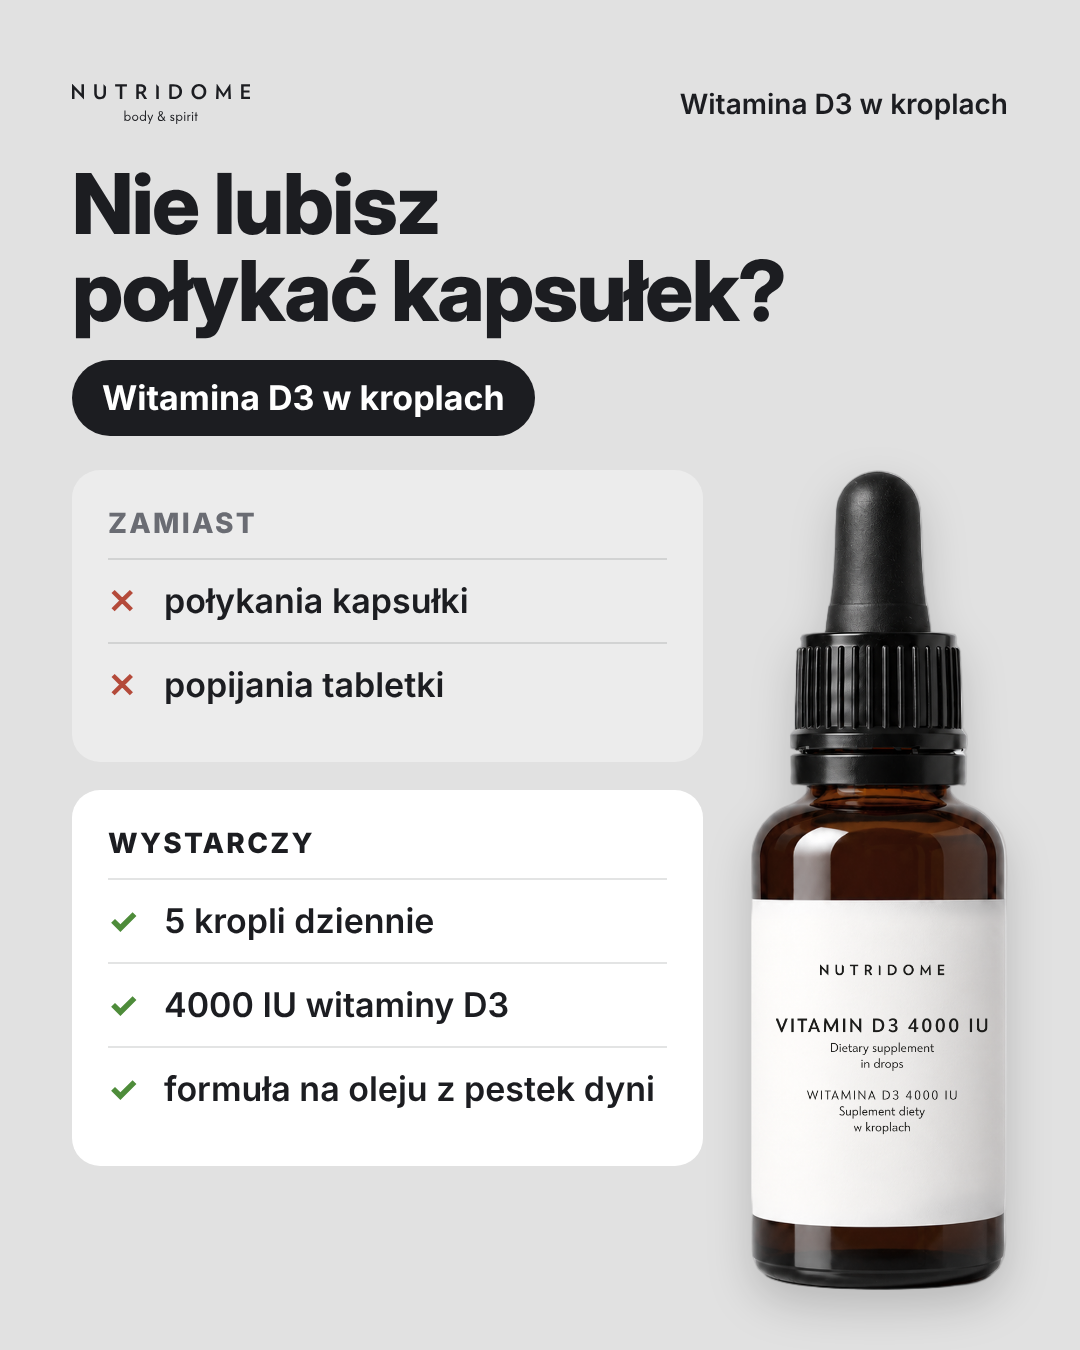 NUTRIDOME
body & spirit
Witamina D3 w kroplach
Nie lubisz
połykać kapsułek?
Witamina D3 w kroplach
ZAMIAST
✕ połykania kapsułki
✕ popijania tabletki
WYSTARCZY
✓ 5 kropli dziennie
✓ 4000 IU witaminy D3
✓ formuła na oleju z pestek dyni
NUTRIDOME
VITAMIN D3 4000 IU
Dietary supplement
in drops
WITAMINA D3 4000 IU
Suplement diety
w kroplach